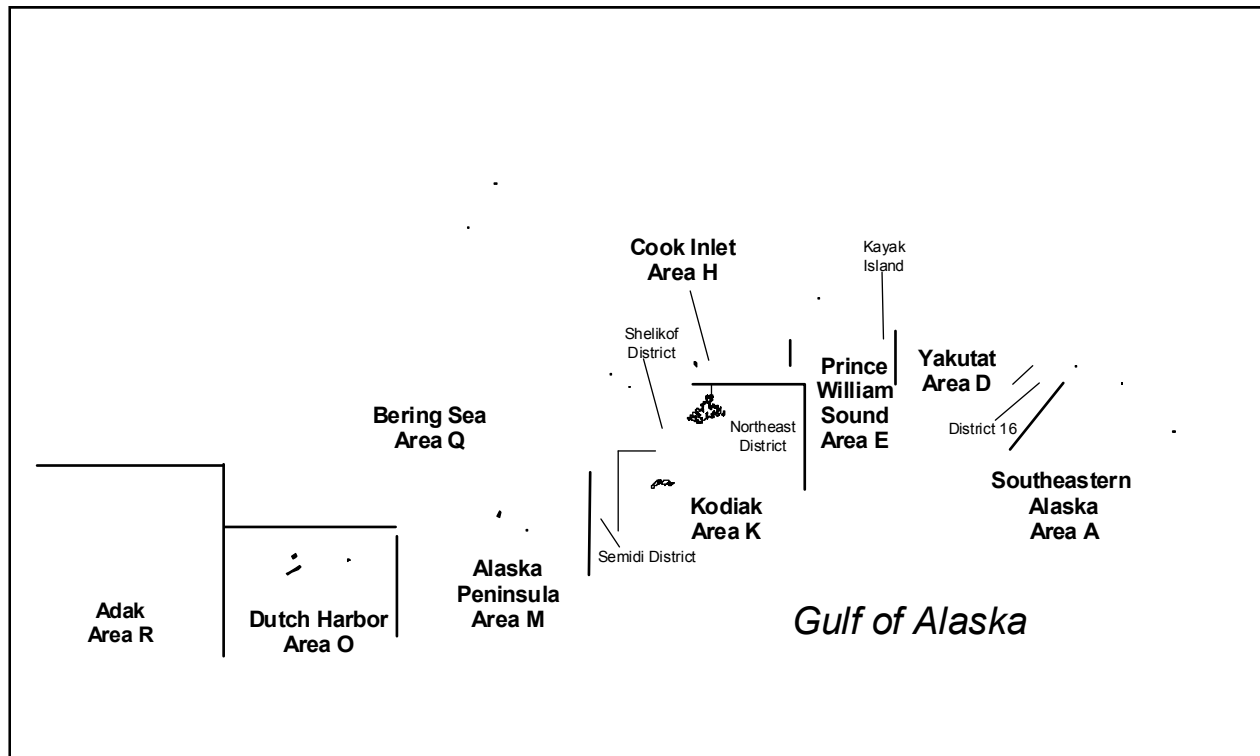 Cook Inlet
Area H
Kayak
Island
Shelikof
District
Prince
William
Sound
Area E
Yakutat
Area D
Bering Sea
Area Q
Northeast
District
District 16
Southeastern
Alaska
Area A
Kodiak
Area K
Semidi District
Alaska
Peninsula
Area M
Adak
Area R
Dutch Harbor
Area O
Gulf of Alaska